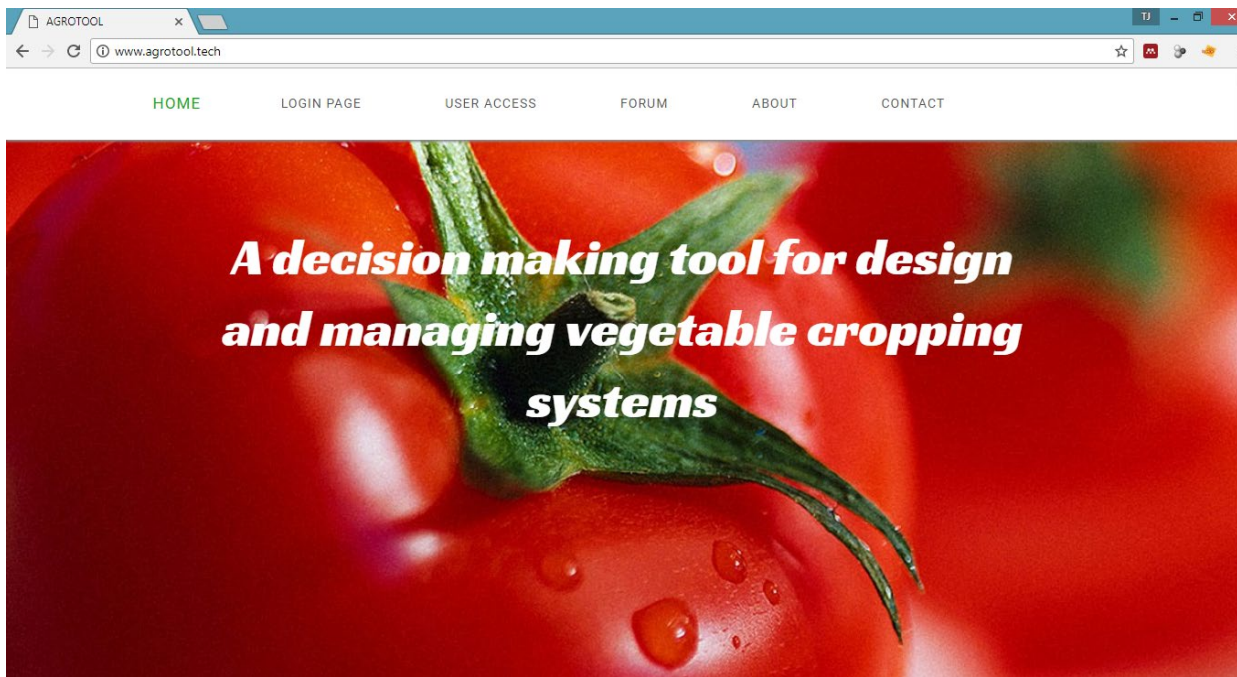 AGROTOOL
TJ
www.agrotool.tech
HOME LOGIN PAGE USER ACCESS FORUM ABOUT CONTACT
A decision making tool for design
and managing vegetable cropping
systems